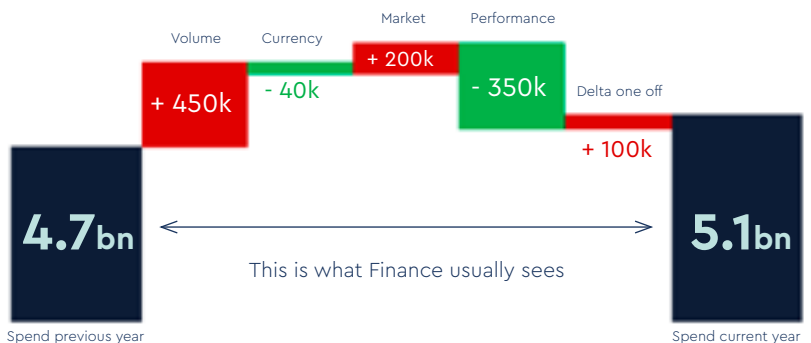 Market
Performance
Volume
Currency
+ 200k
- 40k
- 350k
Delta one off
+ 450k
+ 100k
4.7bn
5.1bn
This is what Finance usually sees
Spend previous year
Spend current year